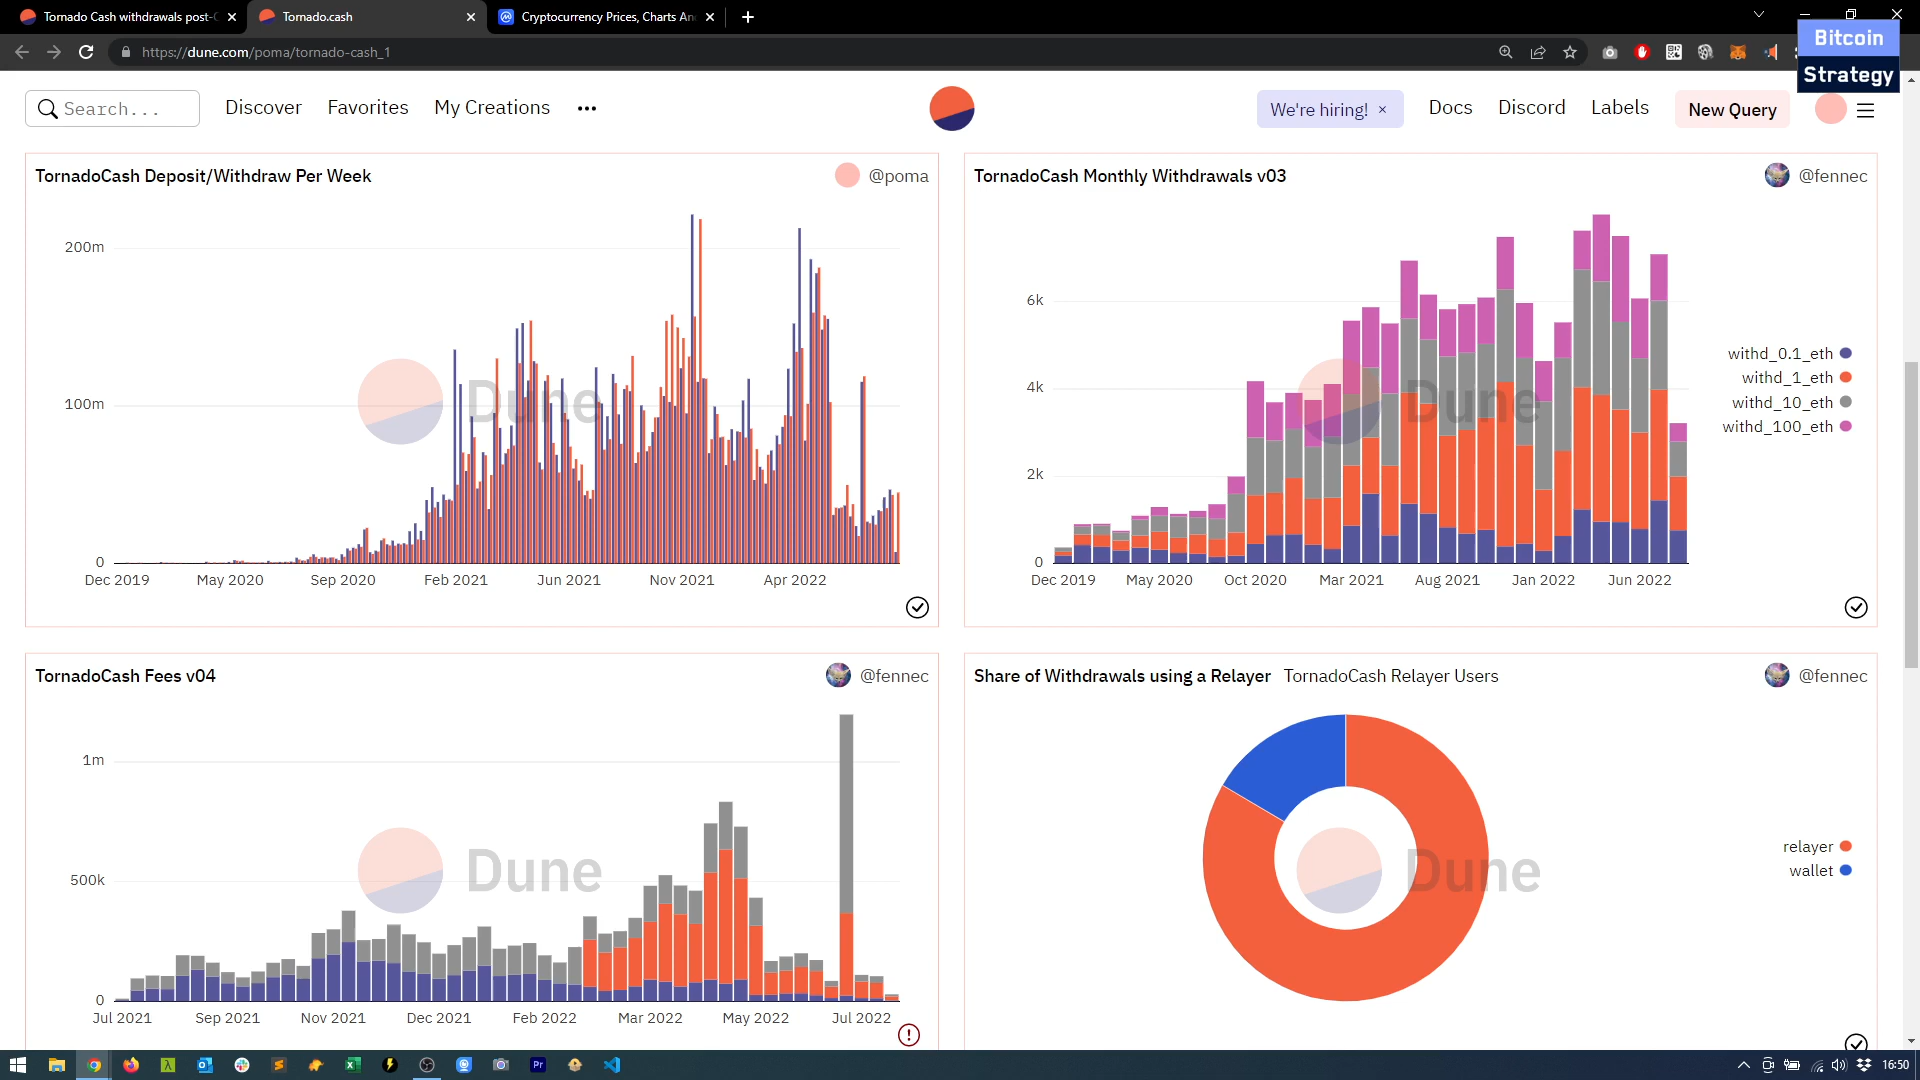 Tornado Cash withdrawals post-
Tornado.cash
Cryptocurrency Prices, Charts An
https://dune.com/poma/tornado-cash_1
Bitcoin
Strategy
Search...
Discover
Favorites
My Creations
We're hiring! ×
Docs
Discord
Labels
New Query
TornadoCash Deposit/Withdraw Per Week
@poma
200m
100m
0
Dec 2019
May 2020
Sep 2020
Feb 2021
Jun 2021
Nov 2021
Apr 2022
Dune
TornadoCash Monthly Withdrawals v03
@fennec
6k
4k
2k
0
Dec 2019
May 2020
Oct 2020
Mar 2021
Aug 2021
Jan 2022
Jun 2022
Dune
withd_0.1_eth
withd_1_eth
withd_10_eth
withd_100_eth
TornadoCash Fees v04
@fennec
1m
500k
0
Jul 2021
Sep 2021
Nov 2021
Dec 2021
Feb 2022
Mar 2022
May 2022
Jul 2022
Dune
Share of Withdrawals using a Relayer TornadoCash Relayer Users
@fennec
Dune
relayer
wallet
Pr
16:50